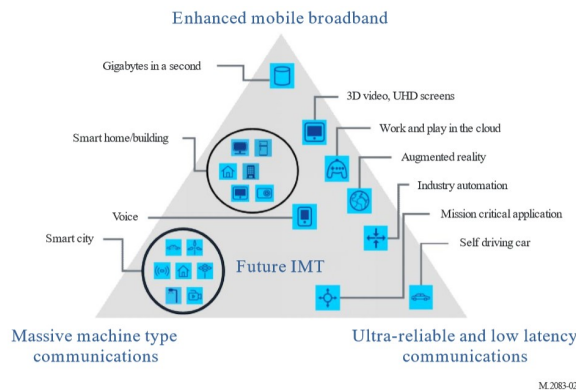 Enhanced mobile broadband
Gigabytes in a second
3D video, UHD screens
Smart home/building
Work and play in the cloud
Augmented reality
Industry automation
Voice
Mission critical application
Smart city
Self driving car
Future IMT
Massive machine type
communications
Ultra-reliable and low latency
communications
M.2083-02